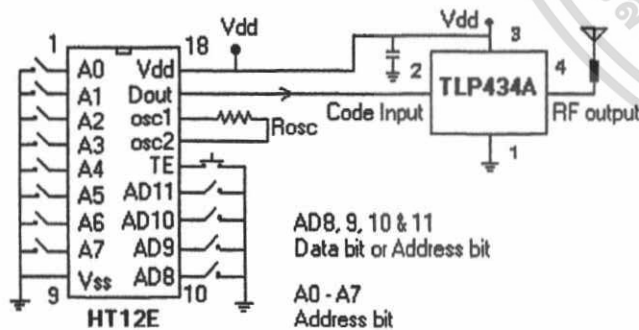 1
18
Vdd
Vdd
3
A0
Vdd
A1
Dout
2
TLP434A
4
A2
osc1
Rosc
Code Input
RF output
A3
osc2
1
A4
TE
A5
AD11
A6
AD10
A7
AD9
Vss
AD8
9
10
HT12E
AD8, 9, 10 & 11
Data bit or Address bit
A0 - A7
Address bit